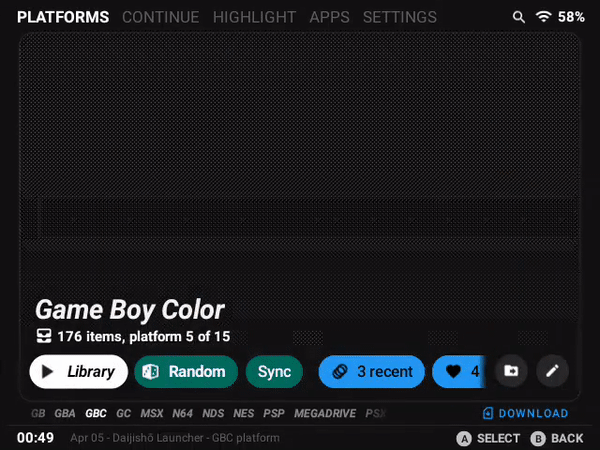 PLATFORMS CONTINUE HIGHLIGHT APPS SETTINGS 58%
Game Boy Color
176 items, platform 5 of 15
Library Random Sync 3 recent 4
GB GBA GBC GC MSX N64 NDS NES PSP MEGADRIVE PSX DOWNLOAD
00:49 Apr 05 - Daijishō Launcher - GBC platform A SELECT B BACK